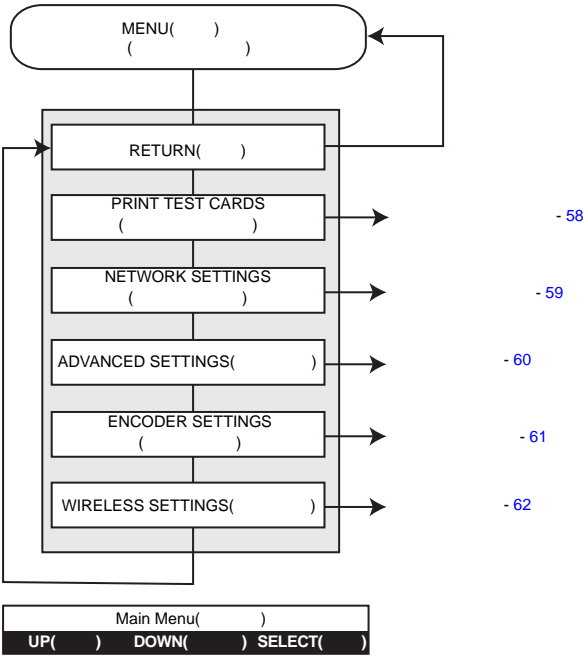 MENU( )
( )
RETURN( )
PRINT TEST CARDS
( )
- 58
NETWORK SETTINGS
( )
- 59
ADVANCED SETTINGS( )
- 60
ENCODER SETTINGS
( )
- 61
WIRELESS SETTINGS( )
- 62
Main Menu( )
UP( ) DOWN( ) SELECT( )